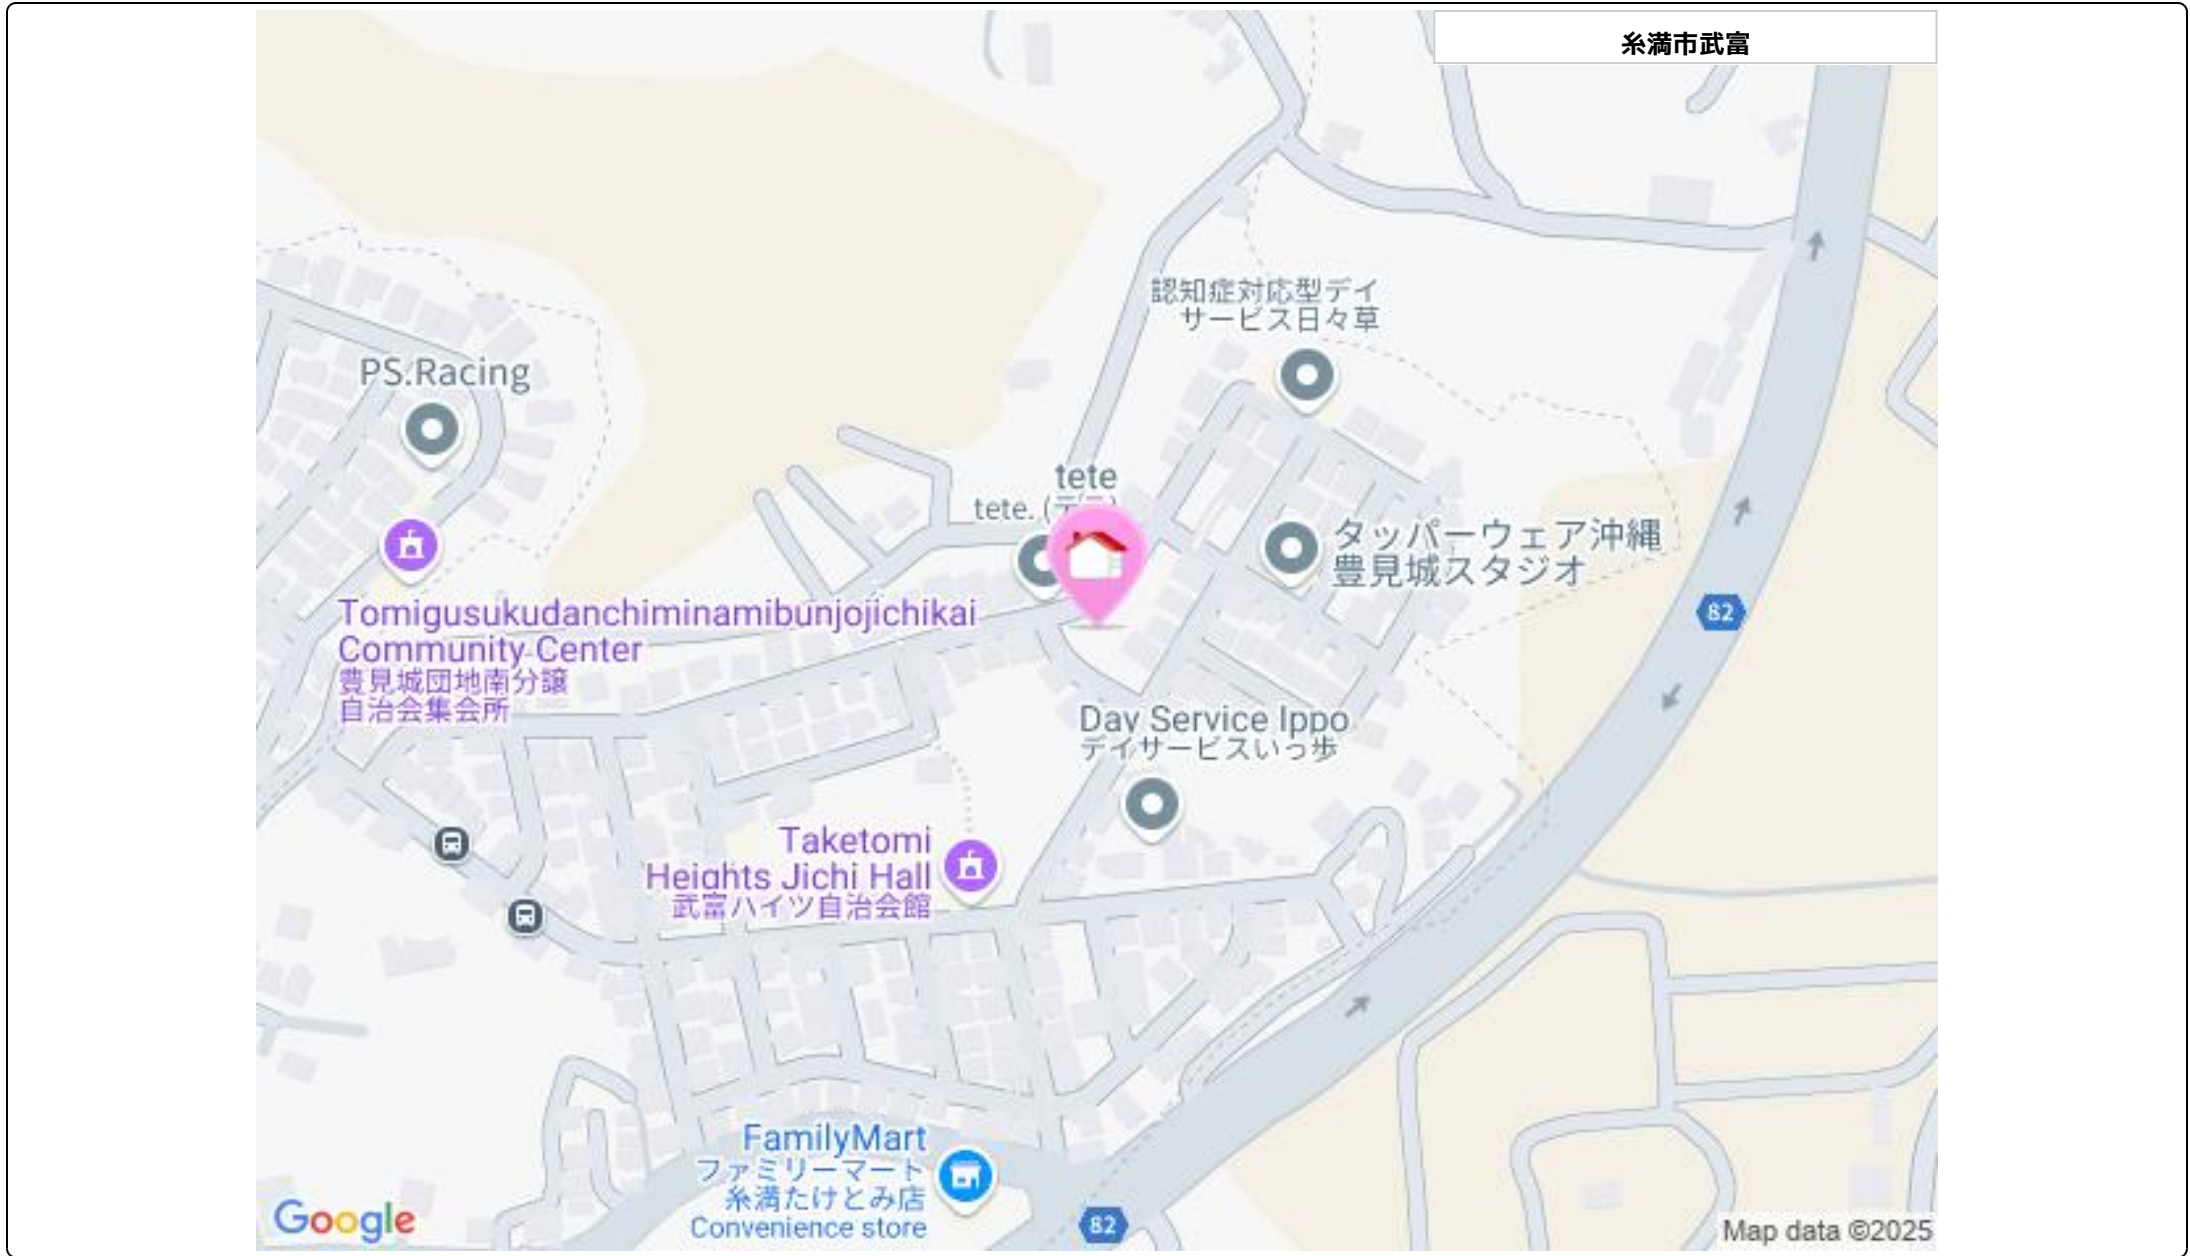 糸満市武富
認知症対応型デイ
サービス日々草
PS.Racing
tete
tete. (テテ)
タッパーウェア沖縄
豊見城スタジオ
82
Tomigusukudanchiminamibunjojichikai
Community Center
豊見城団地南分譲
自治会集会所
Day Service Ippo
デイサービスいっ歩
Taketomi
Heights Jichi Hall
武富ハイツ自治会館
FamilyMart
ファミリーマート
糸満たけとみ店
Convenience store
82
Google
Map data ©2025